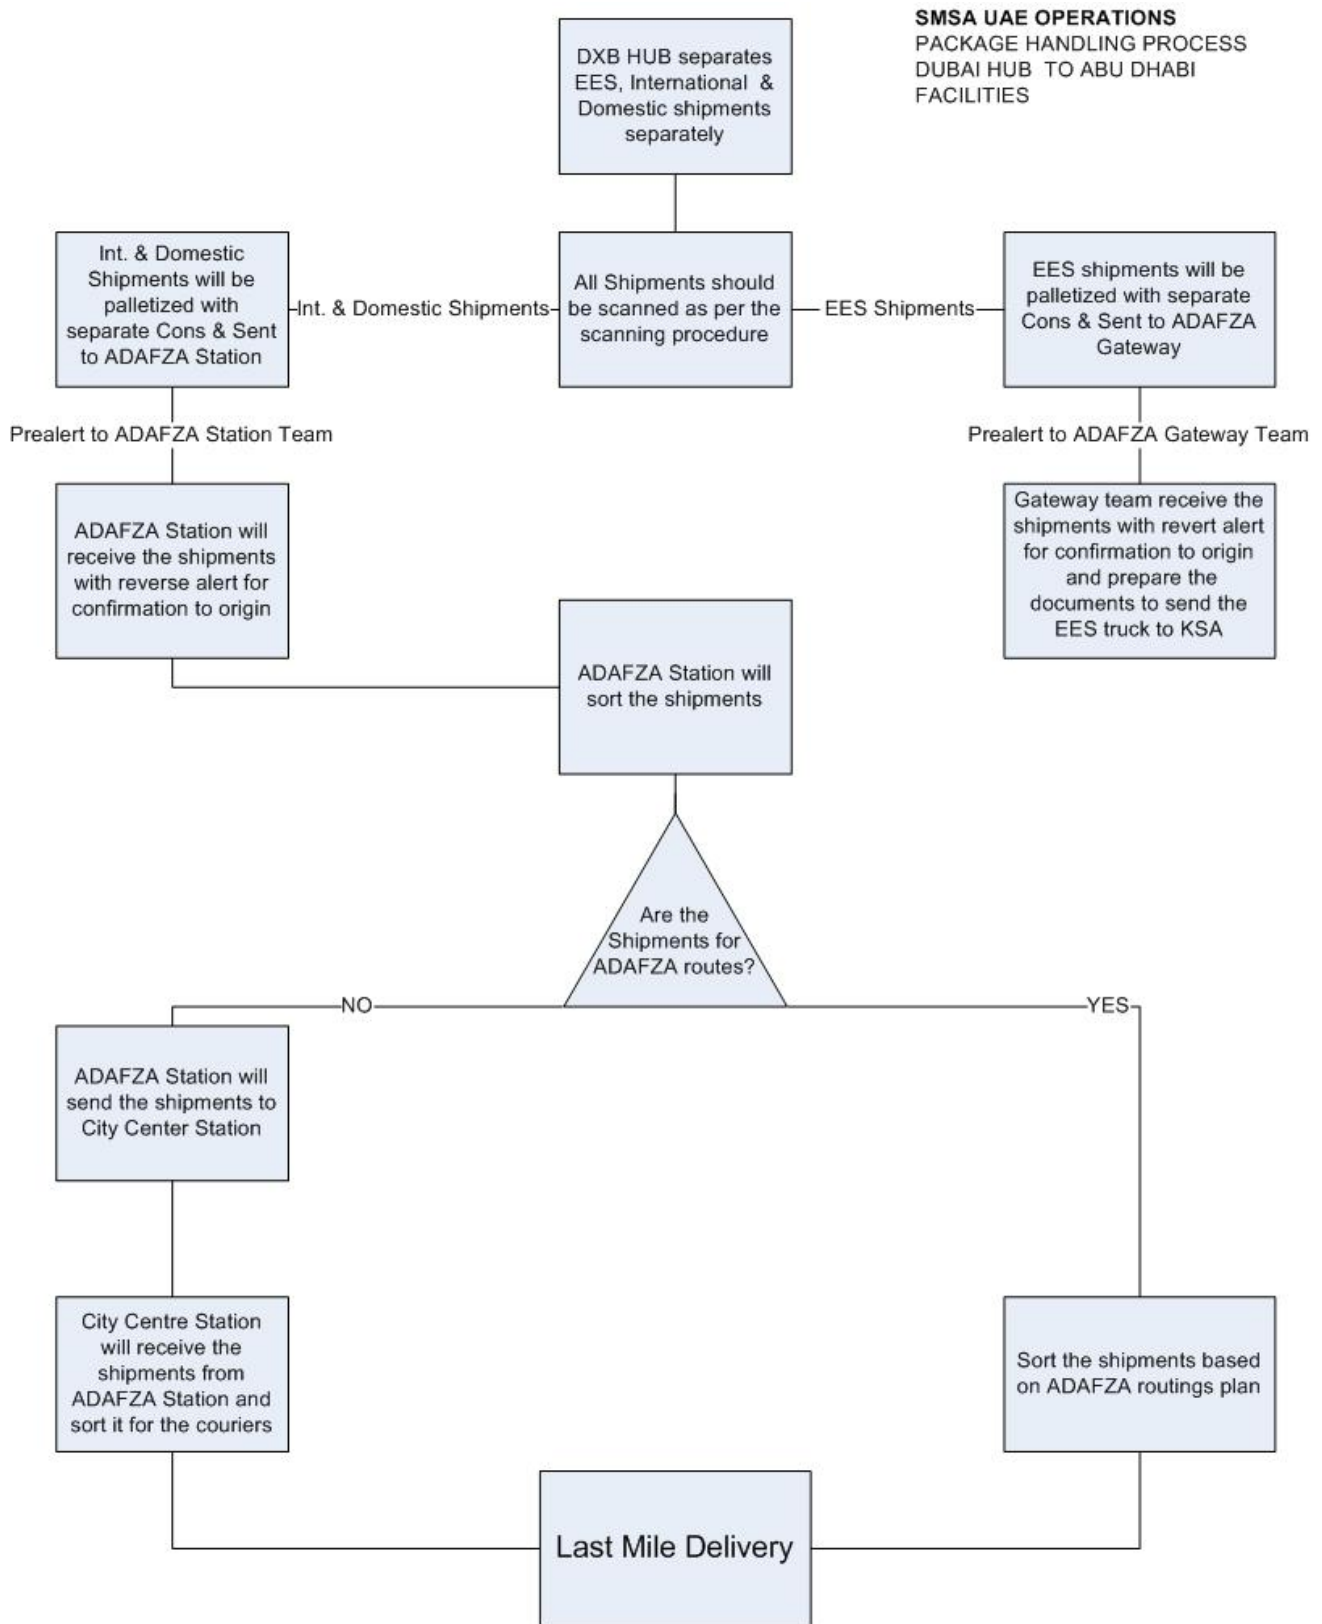 SMSA UAE OPERATIONS
PACKAGE HANDLING PROCESS
DUBAI HUB TO ABU DHABI
FACILITIES
DXB HUB separates
EES, International &
Domestic shipments
separately
Int. & Domestic
Shipments will be
palletized with
separate Cons & Sent
to ADAFZA Station
Int. & Domestic Shipments
All Shipments should
be scanned as per the
scanning procedure
EES Shipments
EES shipments will be
palletized with separate
Cons & Sent to ADAFZA
Gateway
Prealert to ADAFZA Station Team
Prealert to ADAFZA Gateway Team
ADAFZA Station will
receive the shipments
with reverse alert for
confirmation to origin
Gateway team receive the
shipments with revert alert
for confirmation to origin
and prepare the
documents to send the
EES truck to KSA
ADAFZA Station will
sort the shipments
Are the
Shipments for
ADAFZA routes?
NO
YES
ADAFZA Station will
send the shipments to
City Center Station
City Centre Station
will receive the
shipments from
ADAFZA Station and
sort it for the couriers
Sort the shipments based
on ADAFZA routings plan
Last Mile Delivery